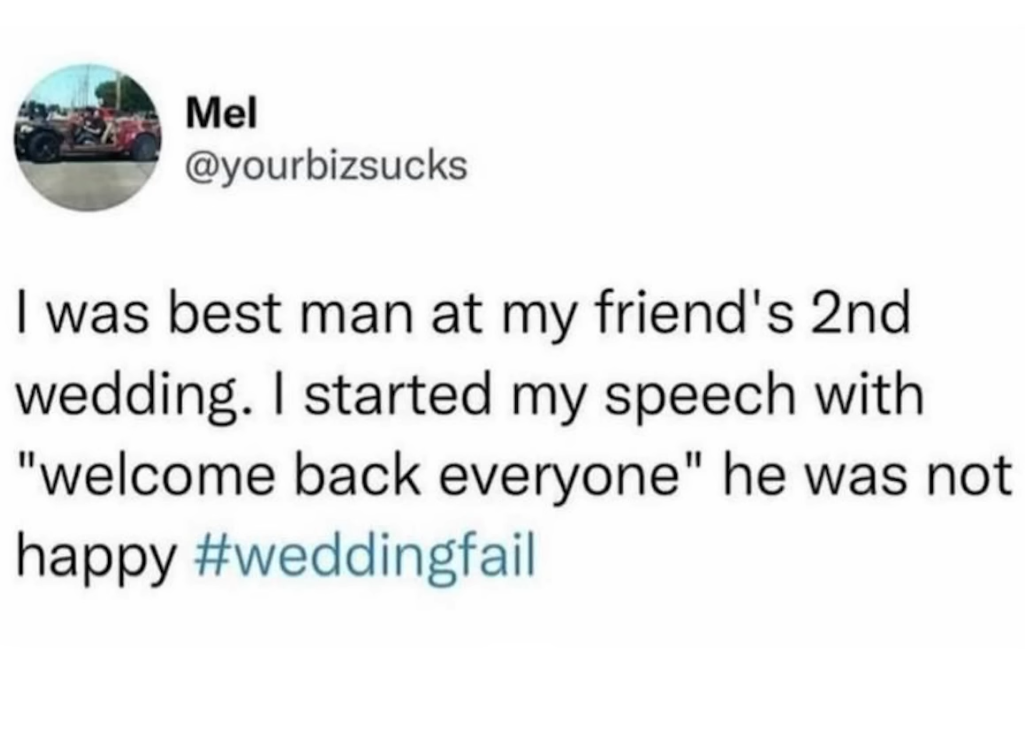 Mel
@yourbizsucks
I was best man at my friend's 2nd
wedding. I started my speech with
"welcome back everyone" he was not
happy #weddingfail